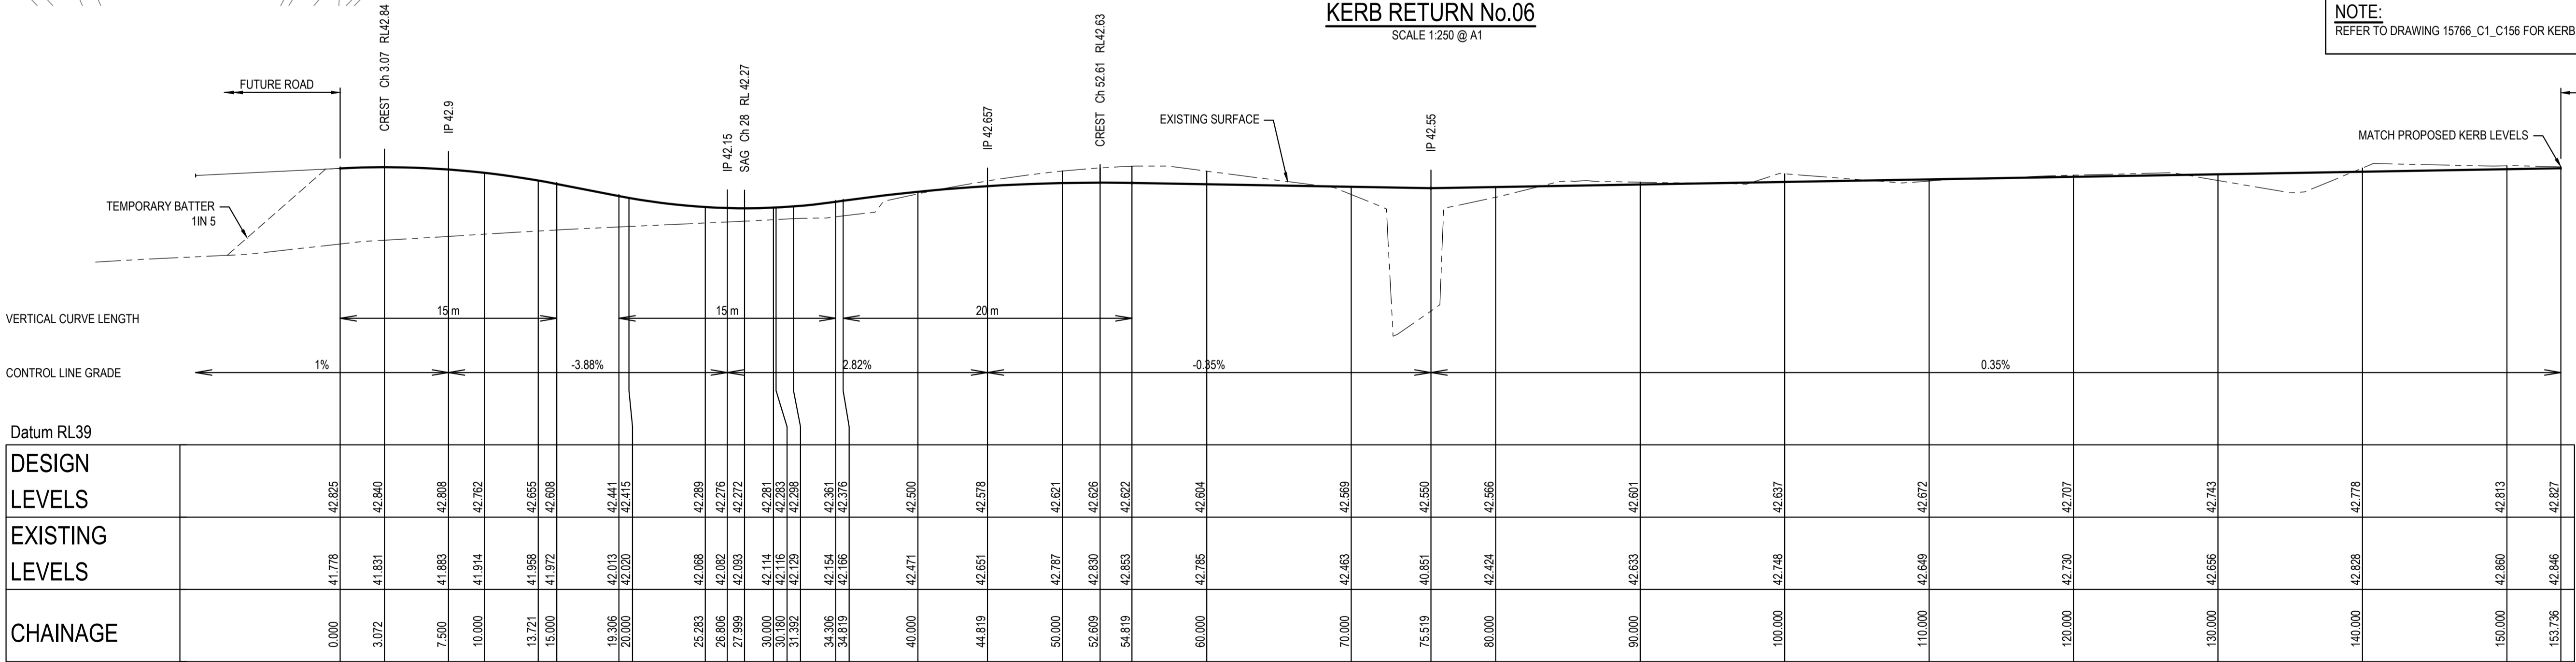 KERB RETURN No.06
SCALE 1:250 @ A1
NOTE:
REFER TO DRAWING 15766_C1_C156 FOR KERB
FUTURE ROAD
CREST Ch 3.07 RL42.84
IP 42.9
IP 42.15
SAG Ch 28 RL 42.27
IP 42.657
CREST Ch 52.61 RL42.63
EXISTING SURFACE
IP 42.55
MATCH PROPOSED KERB LEVELS
TEMPORARY BATTER
1IN 5
VERTICAL CURVE LENGTH 15 m 15 m 20 m
CONTROL LINE GRADE 1% -3.88% 2.82% -0.35% 0.35%
Datum RL39
DESIGN
LEVELS 42.825 42.840 42.808 42.762 42.655 42.608 42.441 42.415 42.289 42.276 42.272 42.281 42.283 42.298 42.361 42.376 42.500 42.578 42.621 42.626 42.622 42.604 42.569 42.550 42.566 42.601 42.637 42.672 42.707 42.743 42.778 42.813 42.827
EXISTING
LEVELS 41.778 41.831 41.883 41.914 41.958 41.972 42.013 42.020 42.068 42.082 42.093 42.114 42.116 42.129 42.154 42.166 42.471 42.651 42.787 42.830 42.853 42.785 42.463 40.851 42.424 42.633 42.748 42.649 42.730 42.656 42.828 42.860 42.846
CHAINAGE 0.000 3.072 7.500 10.000 13.721 15.000 19.306 20.000 25.283 26.806 27.999 30.000 30.180 31.392 34.306 34.819 40.000 44.819 50.000 52.609 54.819 60.000 70.000 75.519 80.000 90.000 100.000 110.000 120.000 130.000 140.000 150.000 153.736